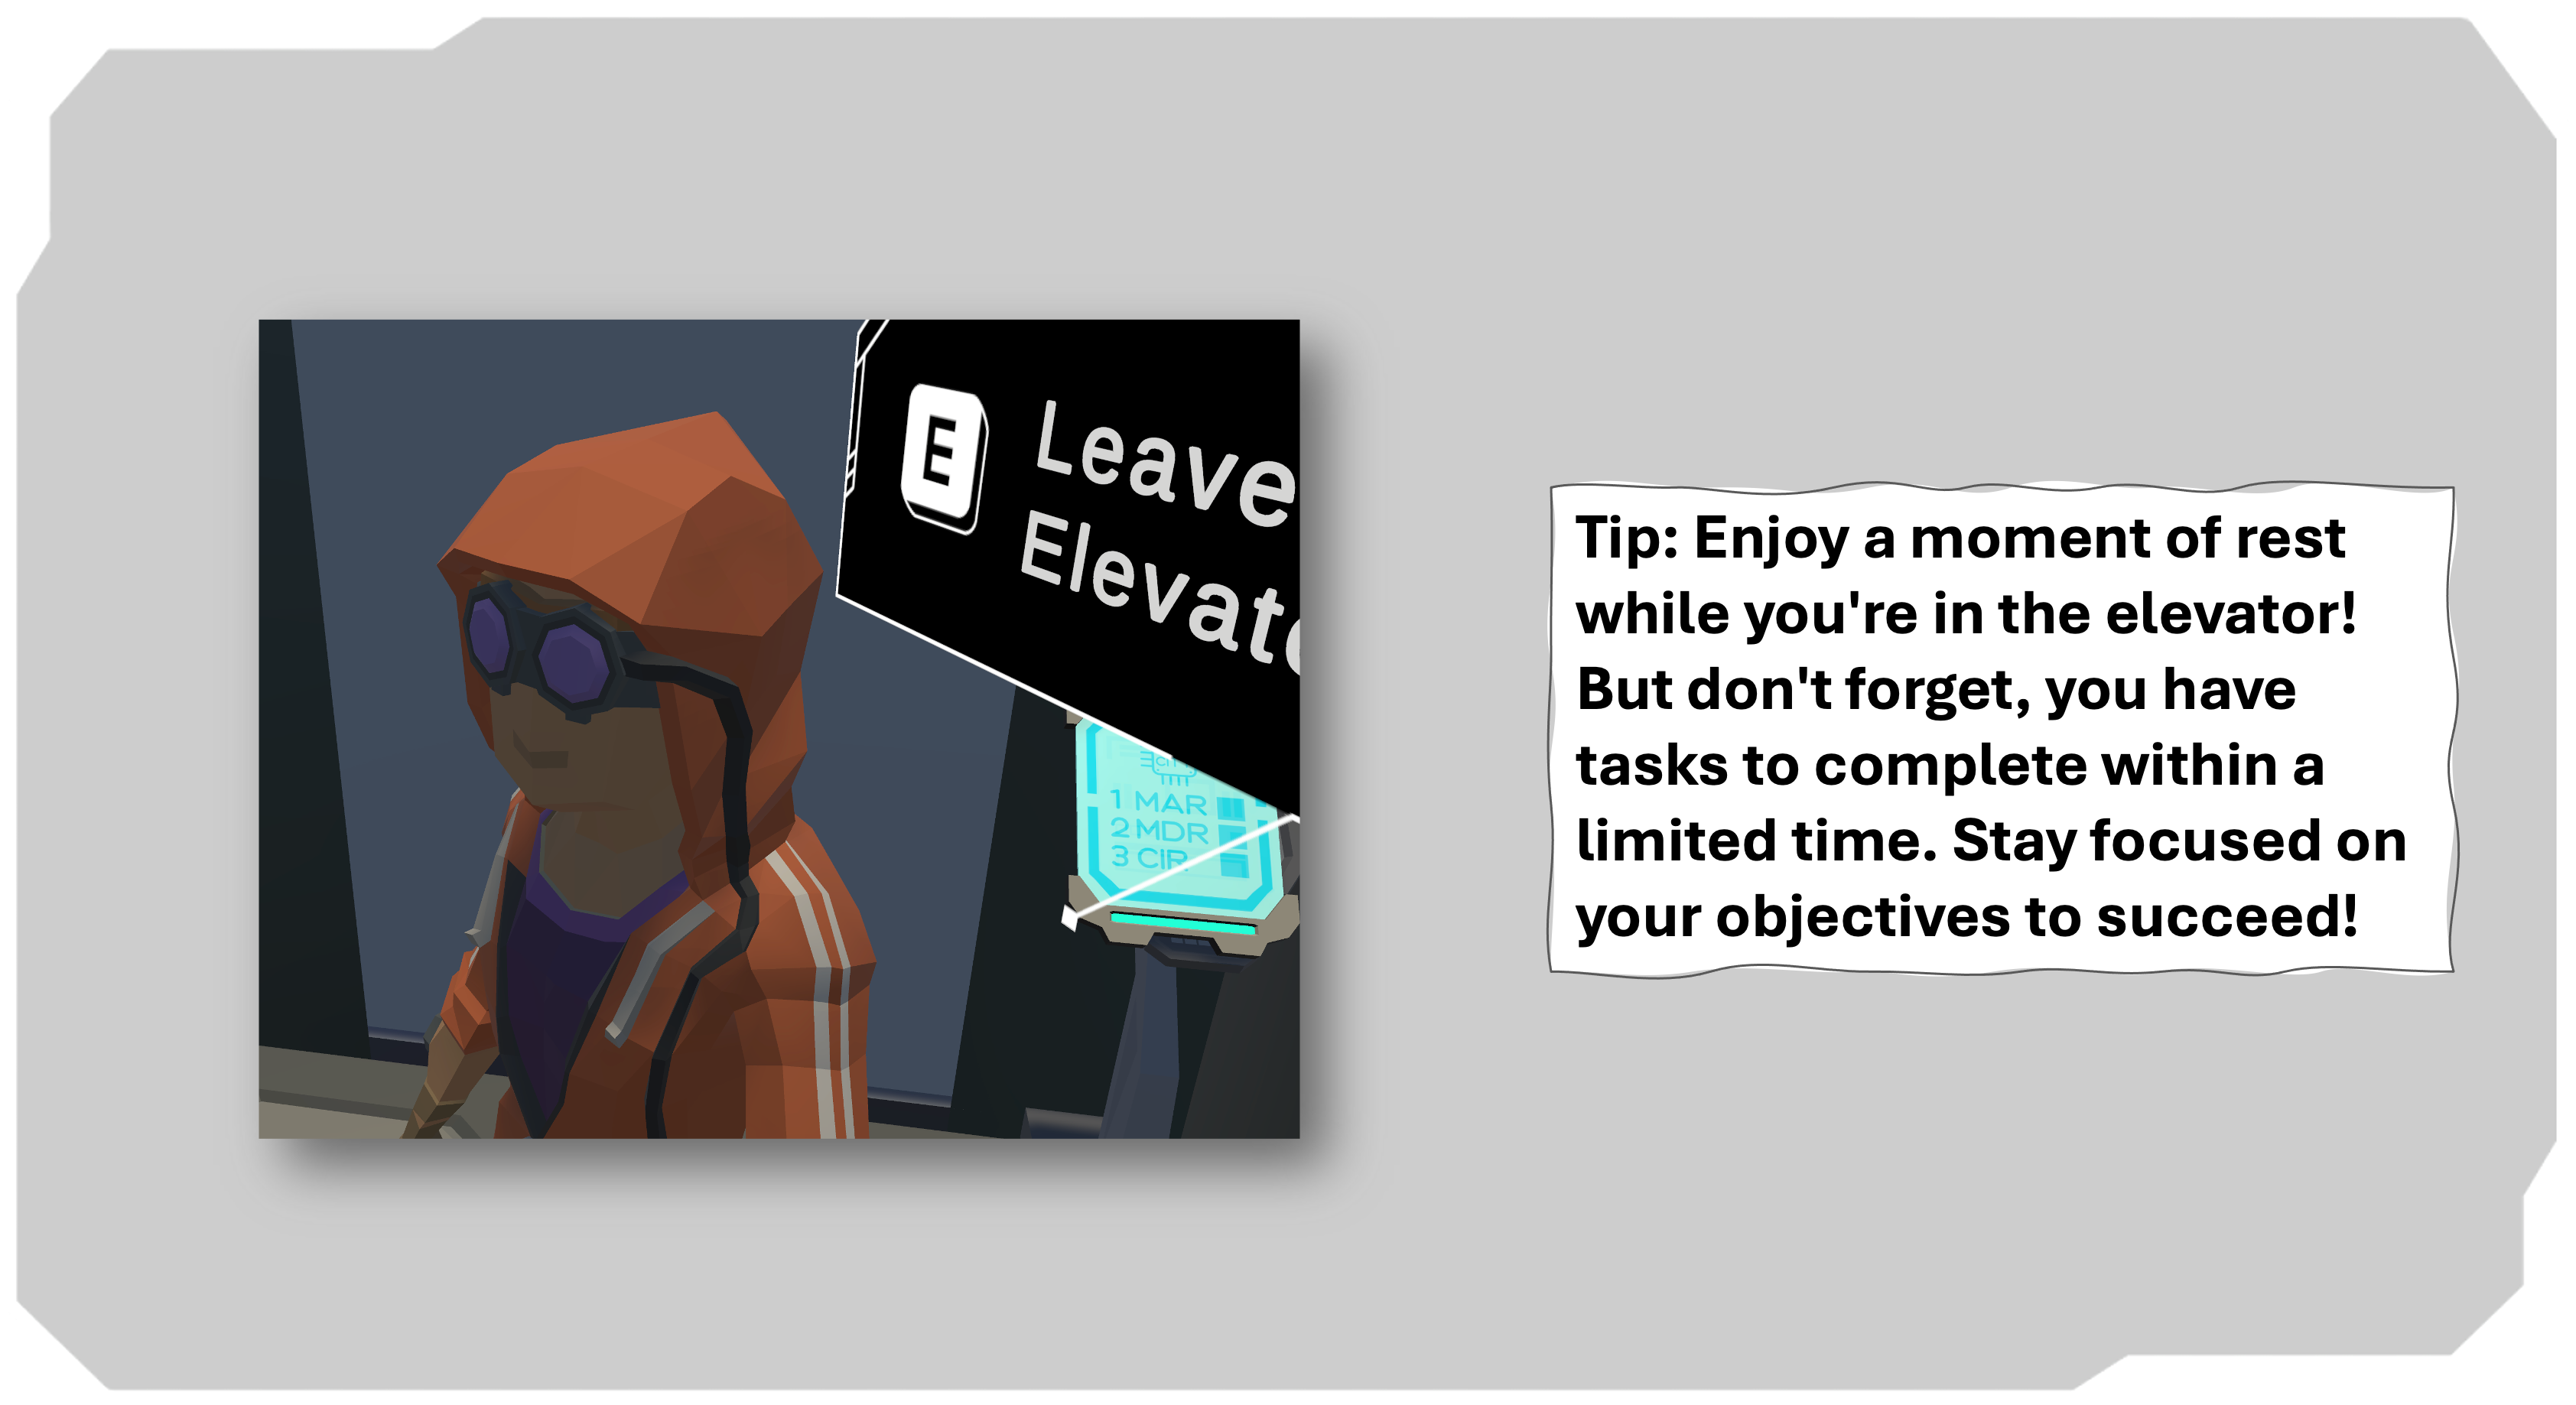 E
Leave
1 MAR
2 MDR
3 CIR
Tip: Enjoy a moment of rest
while you're in the elevator!
But don't forget, you have
tasks to complete within a
limited time. Stay focused on
your objectives to succeed!